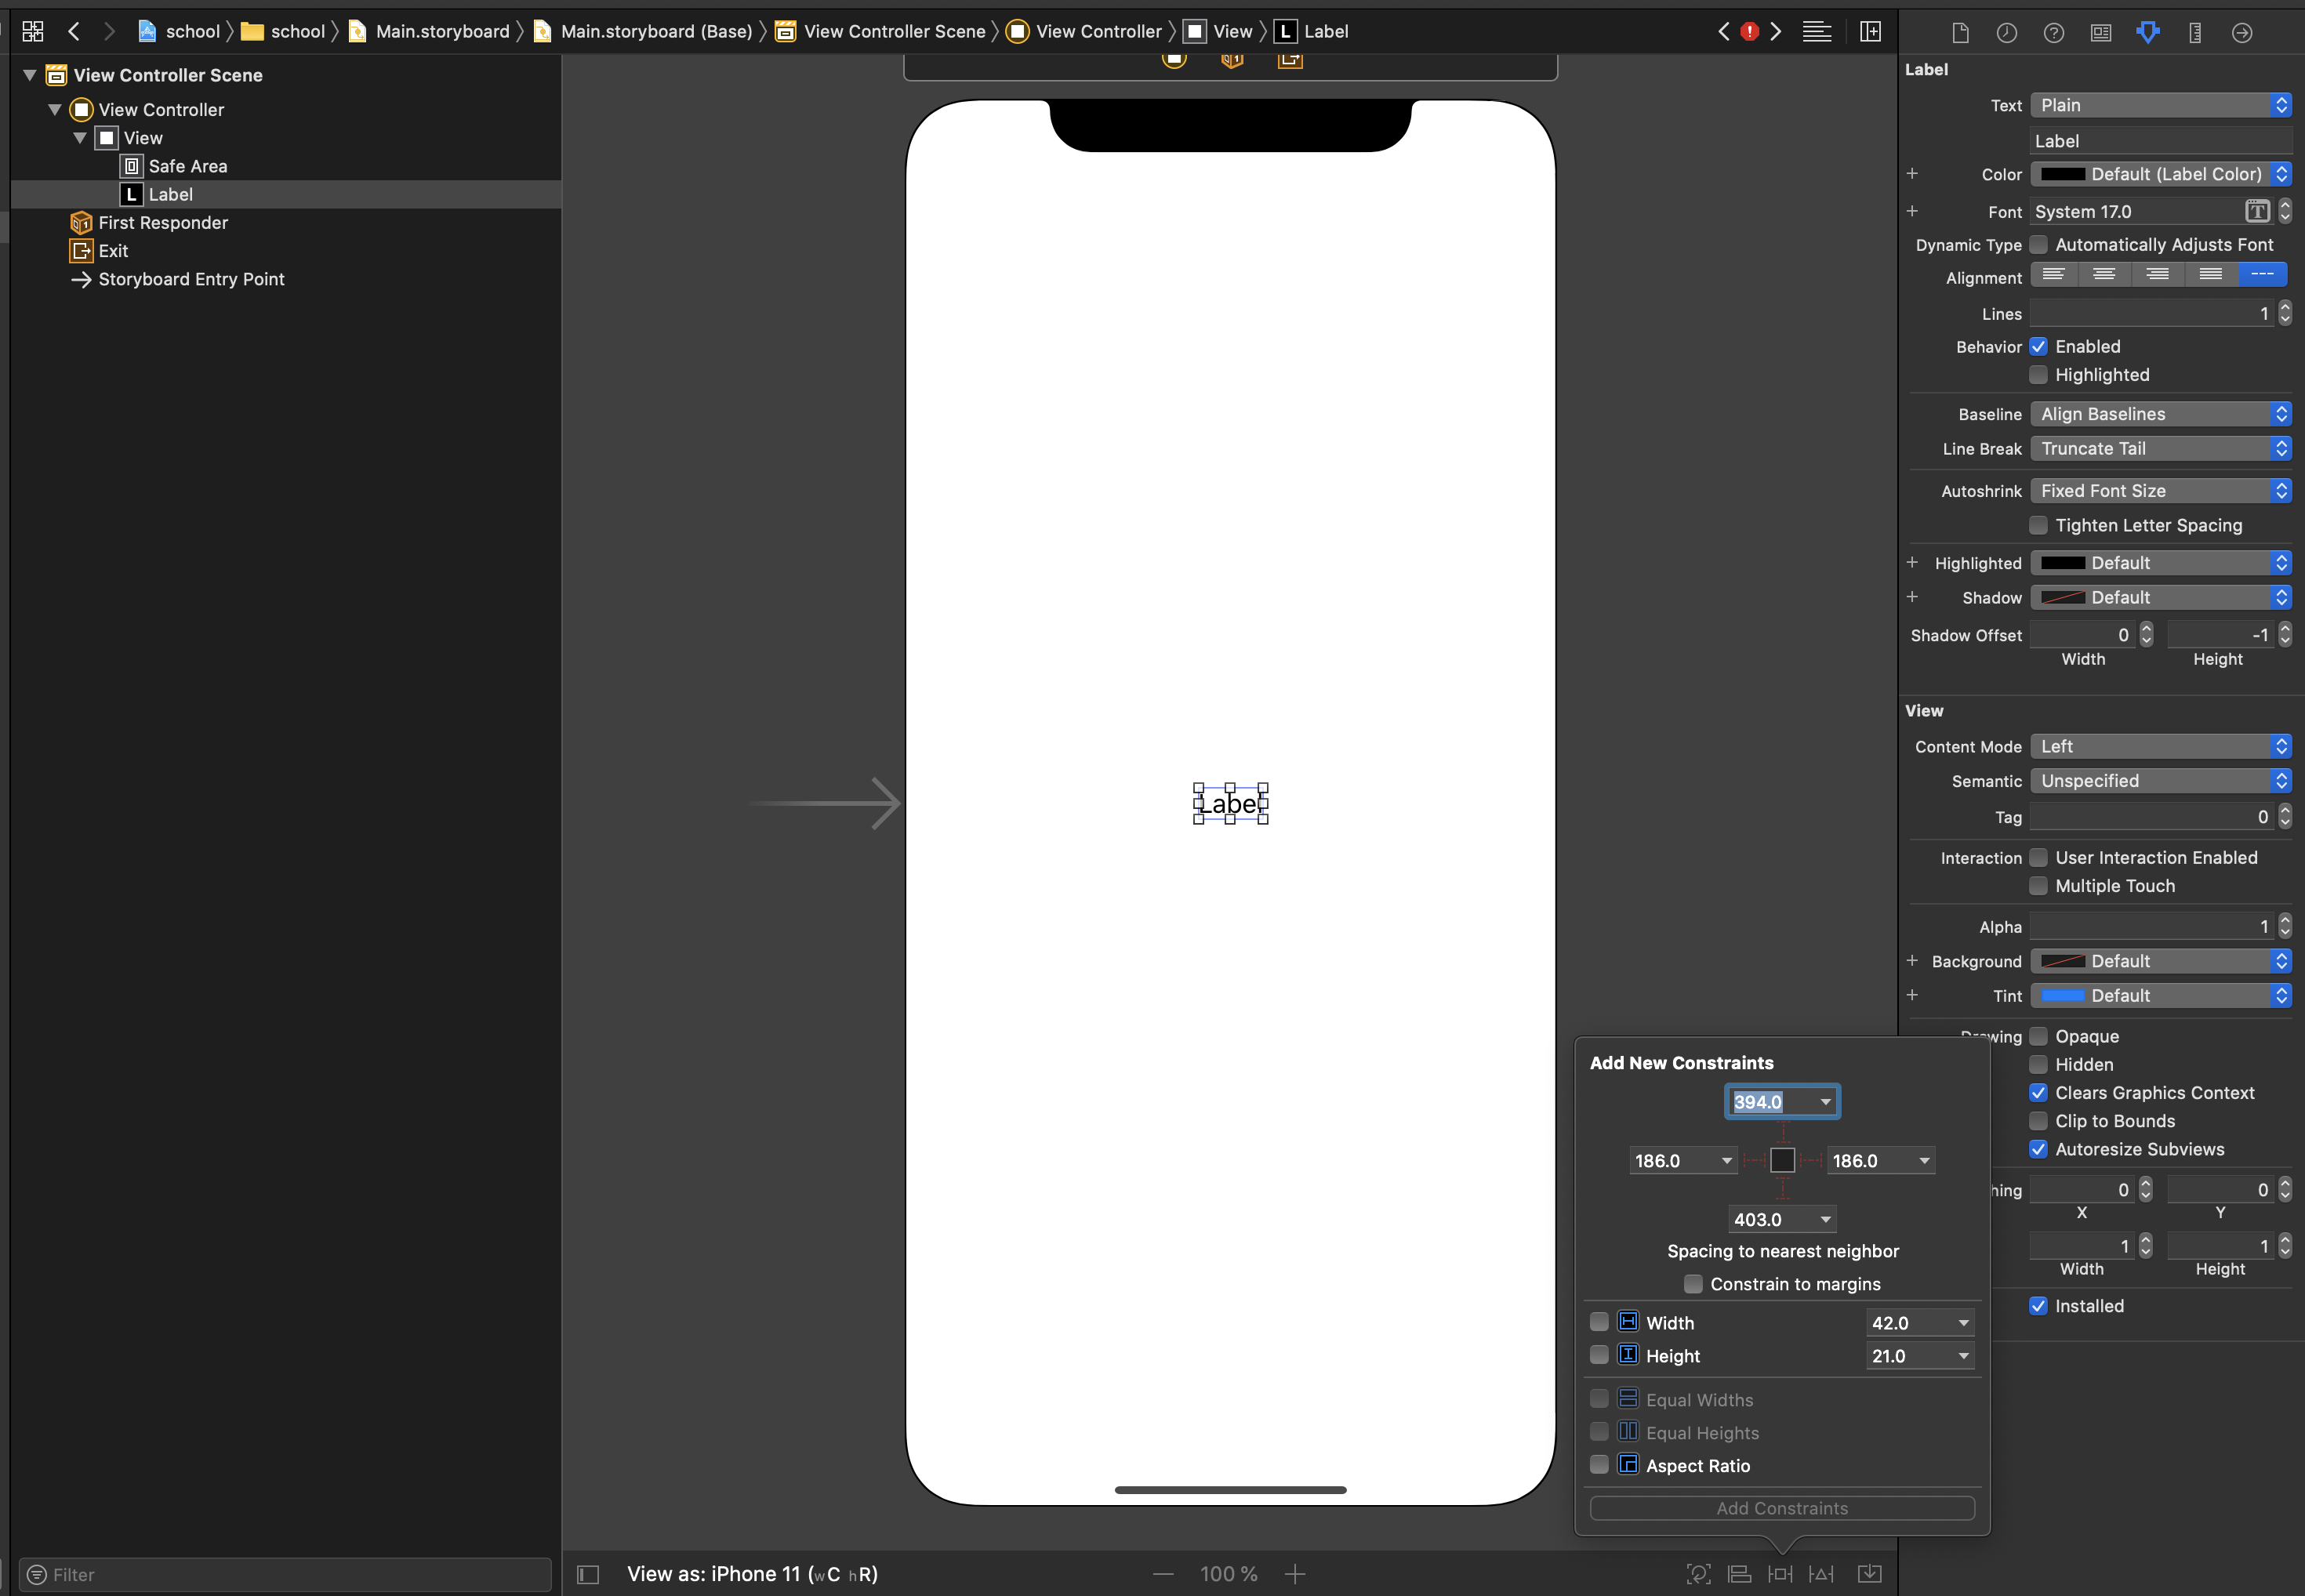 school school Main.storyboard Main.storyboard (Base) View Controller Scene View Controller View L Label
View Controller Scene
View Controller
View
Safe Area
L Label
First Responder
Exit
Storyboard Entry Point
Filter
Label
View as: iPhone 11 (wC hR)
100 %
Label
Text Plain
Label
Color Default (Label Color)
Font System 17.0
Dynamic Type Automatically Adjusts Font
Alignment
Lines 1
Behavior Enabled
Highlighted
Baseline Align Baselines
Line Break Truncate Tail
Autoshrink Fixed Font Size
Tighten Letter Spacing
Highlighted Default
Shadow Default
Shadow Offset 0 -1
Width Height
View
Content Mode Left
Semantic Unspecified
Tag 0
Interaction User Interaction Enabled
Multiple Touch
Alpha 1
Background Default
Tint Default
Opaque
Hidden
Clears Graphics Context
Clip to Bounds
Autoresize Subviews
0 0
X Y
1 1
Width Height
Installed
Add New Constraints
394.0
186.0 186.0
403.0
Spacing to nearest neighbor
Constrain to margins
Width 42.0
Height 21.0
Equal Widths
Equal Heights
Aspect Ratio
Add Constraints